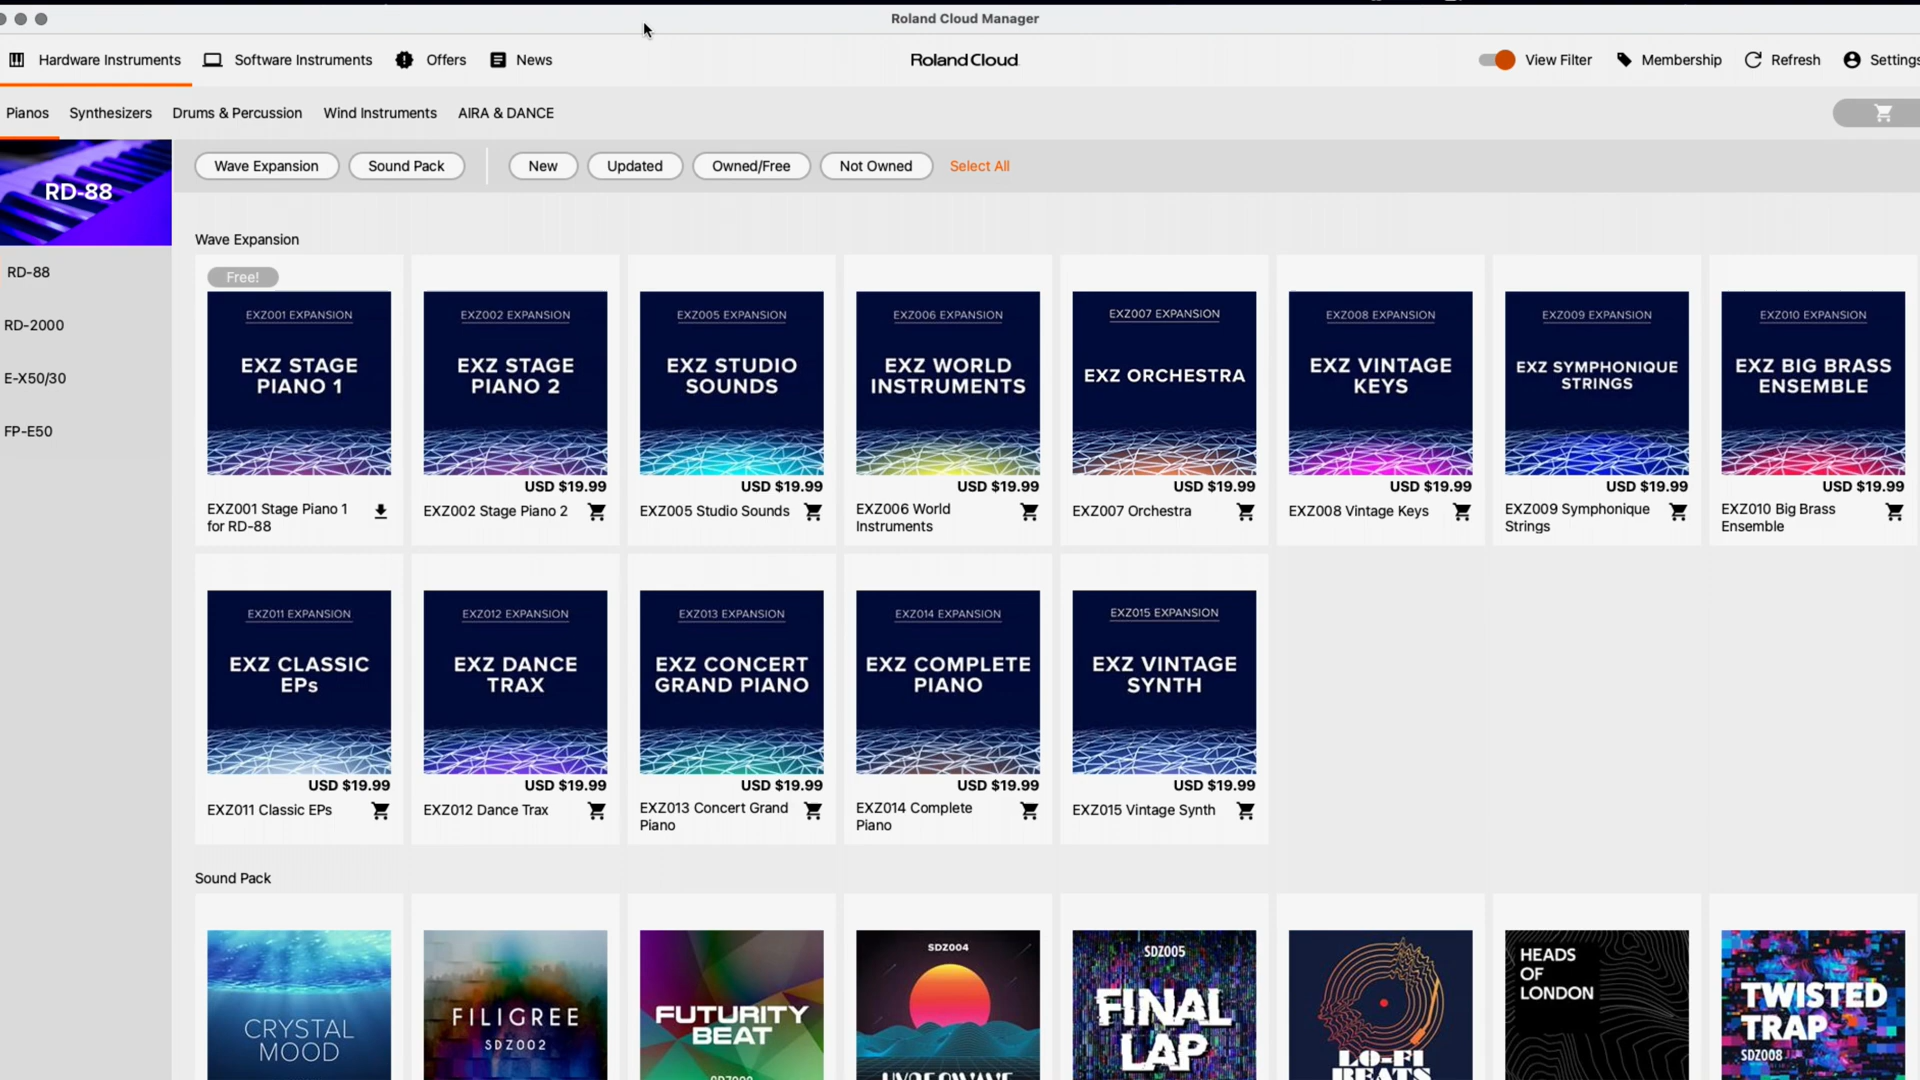 Roland Cloud Manager
Hardware Instruments
Software Instruments
Offers
News
Roland Cloud
View Filter
Membership
Refresh
Settings
Pianos
Synthesizers
Drums & Percussion
Wind Instruments
AIRA & DANCE
RD-88
RD-88
RD-2000
E-X50/30
FP-E50
Wave Expansion
Sound Pack
New
Updated
Owned/Free
Not Owned
Select All
Wave Expansion
Free!
EXZ001 EXPANSION
EXZ STAGE
PIANO 1
EXZ001 Stage Piano 1
for RD-88
EXZ002 EXPANSION
EXZ STAGE
PIANO 2
USD $19.99
EXZ002 Stage Piano 2
EXZ005 EXPANSION
EXZ STUDIO
SOUNDS
USD $19.99
EXZ005 Studio Sounds
EXZ006 EXPANSION
EXZ WORLD
INSTRUMENTS
USD $19.99
EXZ006 World
Instruments
EXZ007 EXPANSION
EXZ ORCHESTRA
USD $19.99
EXZ007 Orchestra
EXZ008 EXPANSION
EXZ VINTAGE
KEYS
USD $19.99
EXZ008 Vintage Keys
EXZ009 EXPANSION
EXZ SYMPHONIQUE
STRINGS
USD $19.99
EXZ009 Symphonique
Strings
EXZ010 EXPANSION
EXZ BIG BRASS
ENSEMBLE
USD $19.99
EXZ010 Big Brass
Ensemble
EXZ011 EXPANSION
EXZ CLASSIC
EPs
USD $19.99
EXZ011 Classic EPs
EXZ012 EXPANSION
EXZ DANCE
TRAX
USD $19.99
EXZ012 Dance Trax
EXZ013 EXPANSION
EXZ CONCERT
GRAND PIANO
USD $19.99
EXZ013 Concert Grand
Piano
EXZ014 EXPANSION
EXZ COMPLETE
PIANO
USD $19.99
EXZ014 Complete
Piano
EXZ015 EXPANSION
EXZ VINTAGE
SYNTH
USD $19.99
EXZ015 Vintage Synth
Sound Pack
CRYSTAL
MOOD
FILIGREE
SDZ002
FUTURITY
BEAT
SDZ004
SDZ005
FINAL
LAP
LO-FI
BEATS
HEADS
OF
LONDON
TWISTED
TRAP
SDZ008